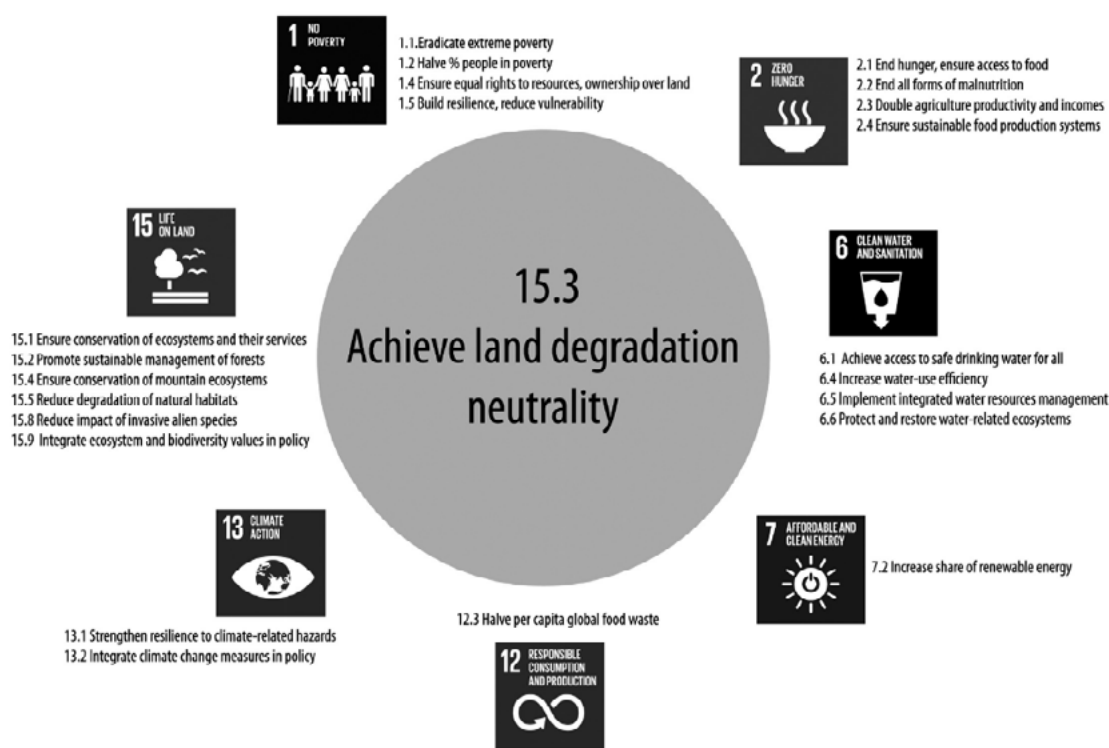 1 NO
POVERTY
1.1.Eradicate extreme poverty
1.2 Halve % people in poverty
1.4 Ensure equal rights to resources, ownership over land
1.5 Build resilience, reduce vulnerability
2 ZERO
HUNGER
2.1 End hunger, ensure access to food
2.2 End all forms of malnutrition
2.3 Double agriculture productivity and incomes
2.4 Ensure sustainable food production systems
15 LIFE
ON LAND
15.1 Ensure conservation of ecosystems and their services
15.2 Promote sustainable management of forests
15.4 Ensure conservation of mountain ecosystems
15.5 Reduce degradation of natural habitats
15.8 Reduce impact of invasive alien species
15.9 Integrate ecosystem and biodiversity values in policy
15.3
Achieve land degradation
neutrality
6 CLEAN WATER
AND SANITATION
6.1 Achieve access to safe drinking water for all
6.4 Increase water-use efficiency
6.5 Implement integrated water resources management
6.6 Protect and restore water-related ecosystems
13 CLIMATE
ACTION
13.1 Strengthen resilience to climate-related hazards
13.2 Integrate climate change measures in policy
7 AFFORDABLE AND
CLEAN ENERGY
7.2 Increase share of renewable energy
12.3 Halve per capita global food waste
12 RESPONSIBLE
CONSUMPTION
AND PRODUCTION